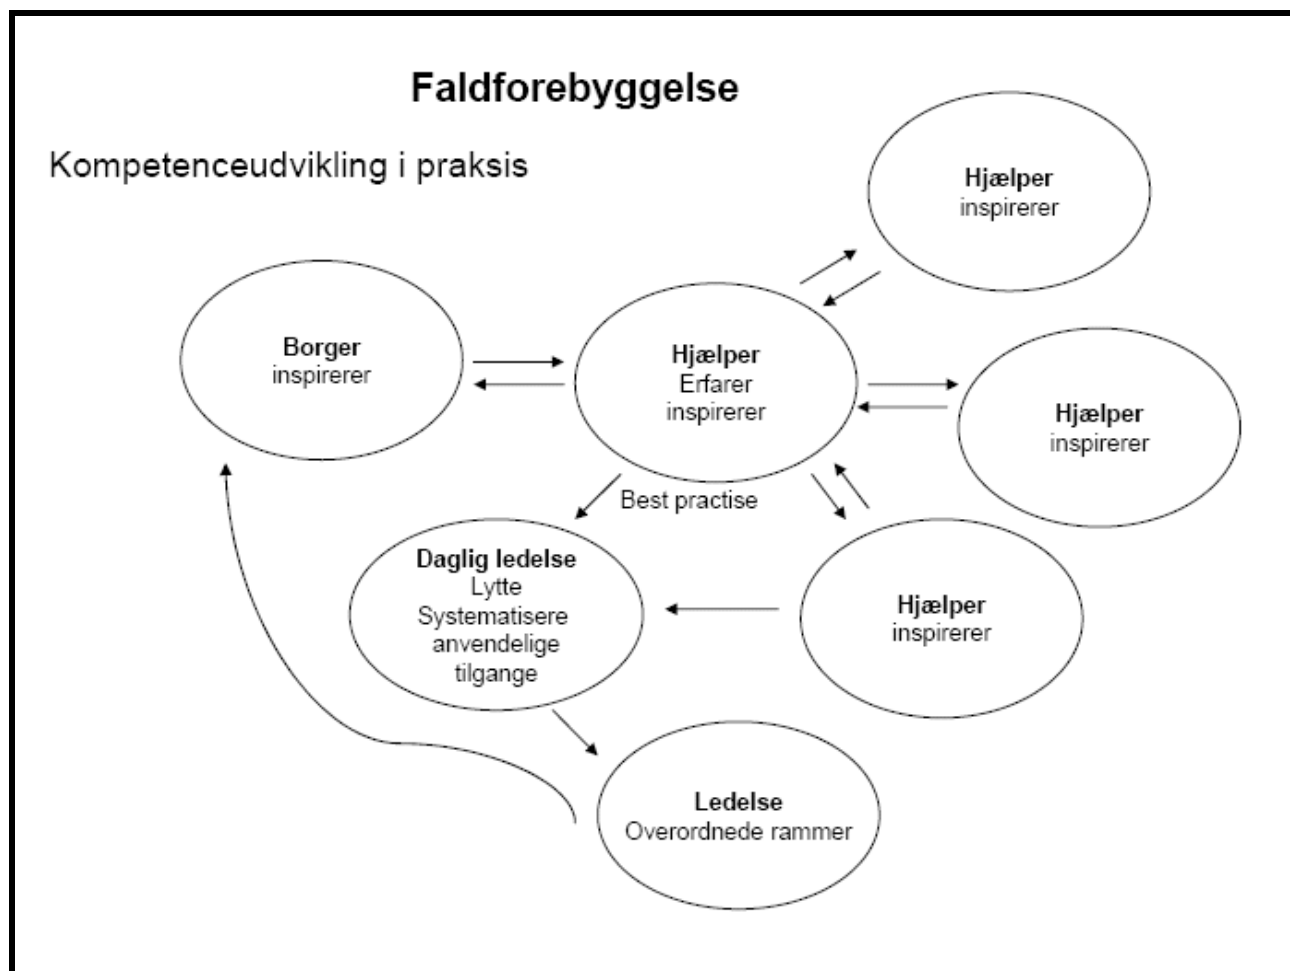 Faldforebyggelse
Kompetenceudvikling i praksis
Hjælper
inspirerer
Borger
inspirerer
Hjælper
Erfarer
inspirerer
Hjælper
inspirerer
Best practise
Daglig ledelse
Lytte
Systematisere
anvendelige
tilgange
Hjælper
inspirerer
Ledelse
Overordnede rammer